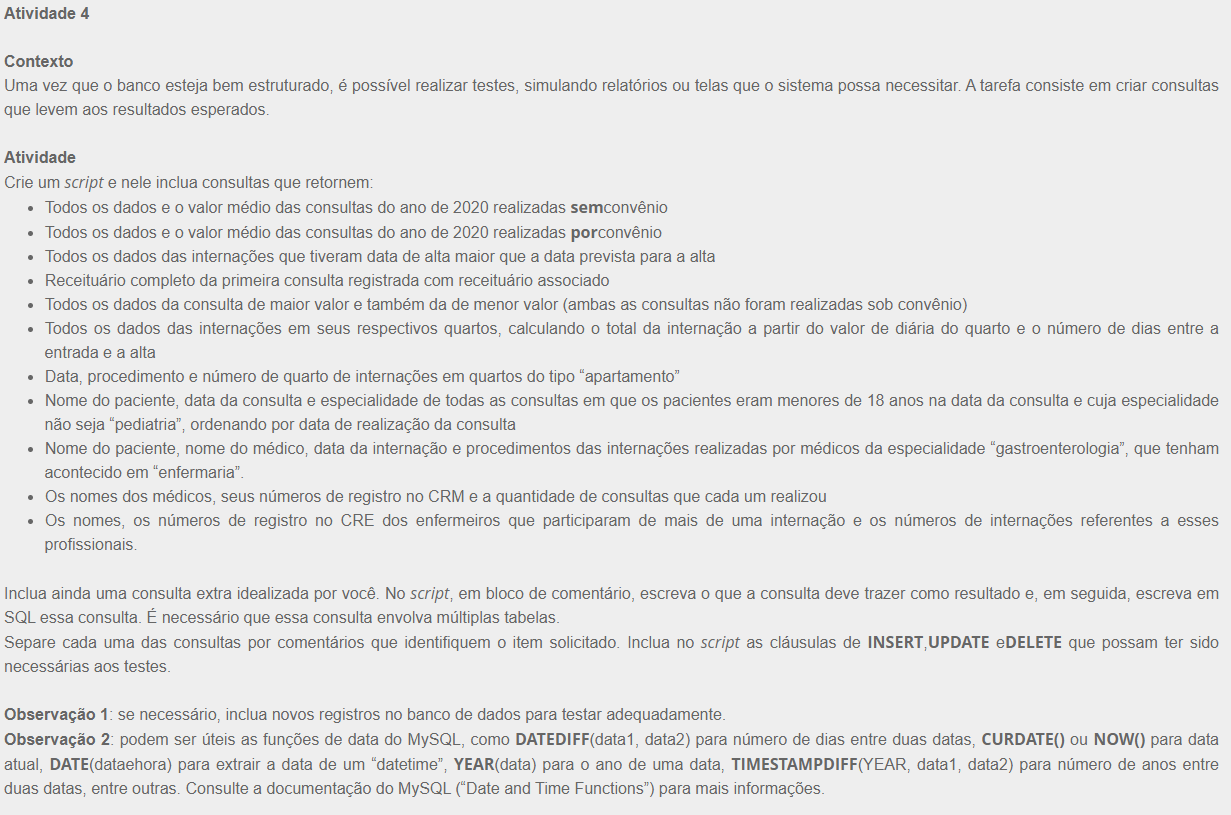 Atividade 4
Contexto
Uma vez que o banco esteja bem estruturado, é possível realizar testes, simulando relatórios ou telas que o sistema possa necessitar. A tarefa consiste em criar consultas
que levem aos resultados esperados.
Atividade
Crie um script e nele inclua consultas que retornem:
• Todos os dados e o valor médio das consultas do ano de 2020 realizadas semconvênio
• Todos os dados e o valor médio das consultas do ano de 2020 realizadas porconvênio
• Todos os dados das internações que tiveram data de alta maior que a data prevista para a alta
• Receituário completo da primeira consulta registrada com receituário associado
• Todos os dados da consulta de maior valor e também da de menor valor (ambas as consultas não foram realizadas sob convênio)
• Todos os dados das internações em seus respectivos quartos, calculando o total da internação a partir do valor de diária do quarto e o número de dias entre a
entrada e a alta
• Data, procedimento e número de quarto de internações em quartos do tipo “apartamento”
• Nome do paciente, data da consulta e especialidade de todas as consultas em que os pacientes eram menores de 18 anos na data da consulta e cuja especialidade
não seja “pediatria”, ordenando por data de realização da consulta
• Nome do paciente, nome do médico, data da internação e procedimentos das internações realizadas por médicos da especialidade “gastroenterologia”, que tenham
acontecido em “enfermaria”.
• Os nomes dos médicos, seus números de registro no CRM e a quantidade de consultas que cada um realizou
• Os nomes, os números de registro no CRE dos enfermeiros que participaram de mais de uma internação e os números de internações referentes a esses
profissionais.
Inclua ainda uma consulta extra idealizada por você. No script, em bloco de comentário, escreva o que a consulta deve trazer como resultado e, em seguida, escreva em
SQL essa consulta. É necessário que essa consulta envolva múltiplas tabelas.
Separe cada uma das consultas por comentários que identifiquem o item solicitado. Inclua no script as cláusulas de INSERT,UPDATE eDELETE que possam ter sido
necessárias aos testes.
Observação 1: se necessário, inclua novos registros no banco de dados para testar adequadamente.
Observação 2: podem ser úteis as funções de data do MySQL, como DATEDIFF(data1, data2) para número de dias entre duas datas, CURDATE() ou NOW() para data
atual, DATE(dataehora) para extrair a data de um “datetime”, YEAR(data) para o ano de uma data, TIMESTAMPDIFF(YEAR, data1, data2) para número de anos entre
duas datas, entre outras. Consulte a documentação do MySQL (“Date and Time Functions”) para mais informações.